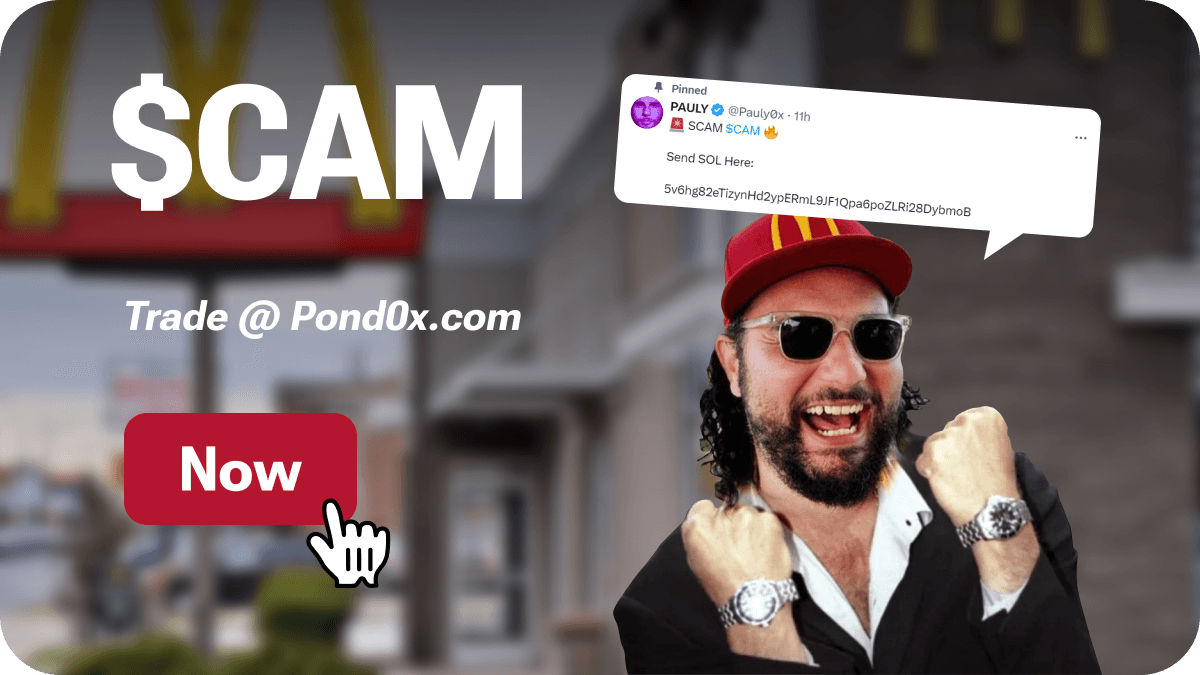 $CAM
Trade @ Pond0x.com
Now
Pinned
PAULY @Pauly0x · 11h
🚨 SCAM $CAM 🔥
Send SOL Here:
5v6hg82eTizynHd2ypERmL9JF1Qpa6poZLRi28DybmoB